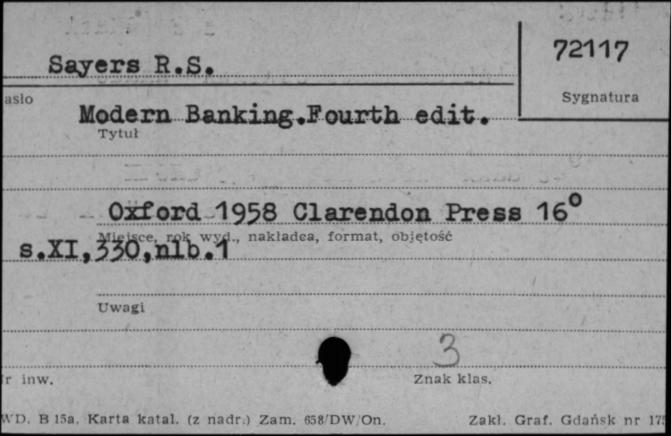 72117
Sayers R.S.
asło
Sygnatura
Modern Banking.Fourth edit.
Tytuł
Oxford 1958 Clarendon Press 16°
Miejsce, rok wyd., nakładca, format, objętość
s.XI,330,nlb.1
Uwagi
3
r inw.
Znak klas.
WD. B 15a. Karta katal. (z nadr.) Zam. 658/DW/On.
Zakł. Graf. Gdańsk nr 17